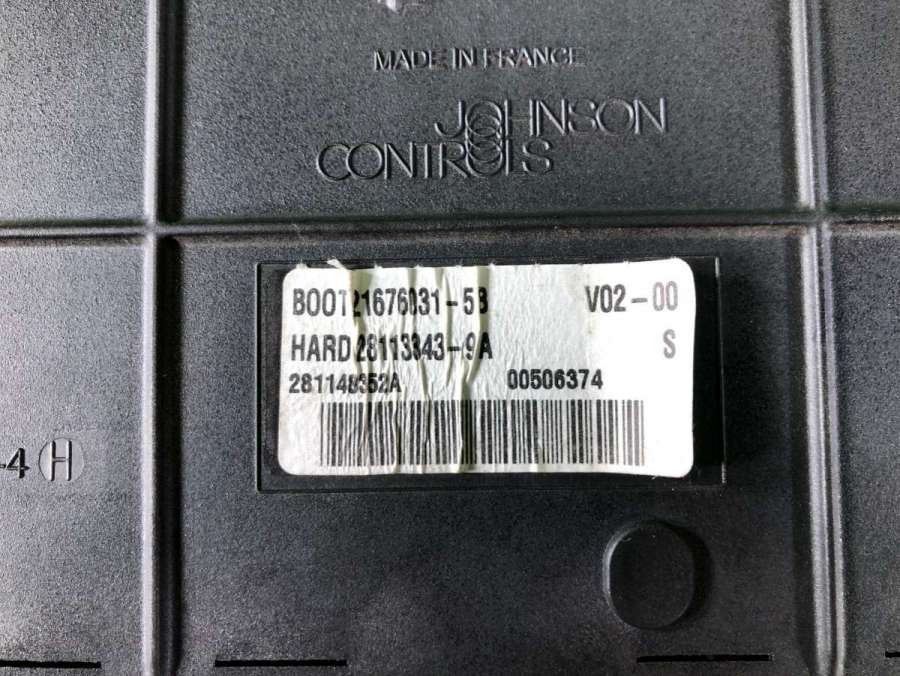 MADE IN FRANCE
JOHNSON
CONTROLS
BOOT21676031-5B V02-00
HARD28113343-9A S
281148352A 00506374
-4 H